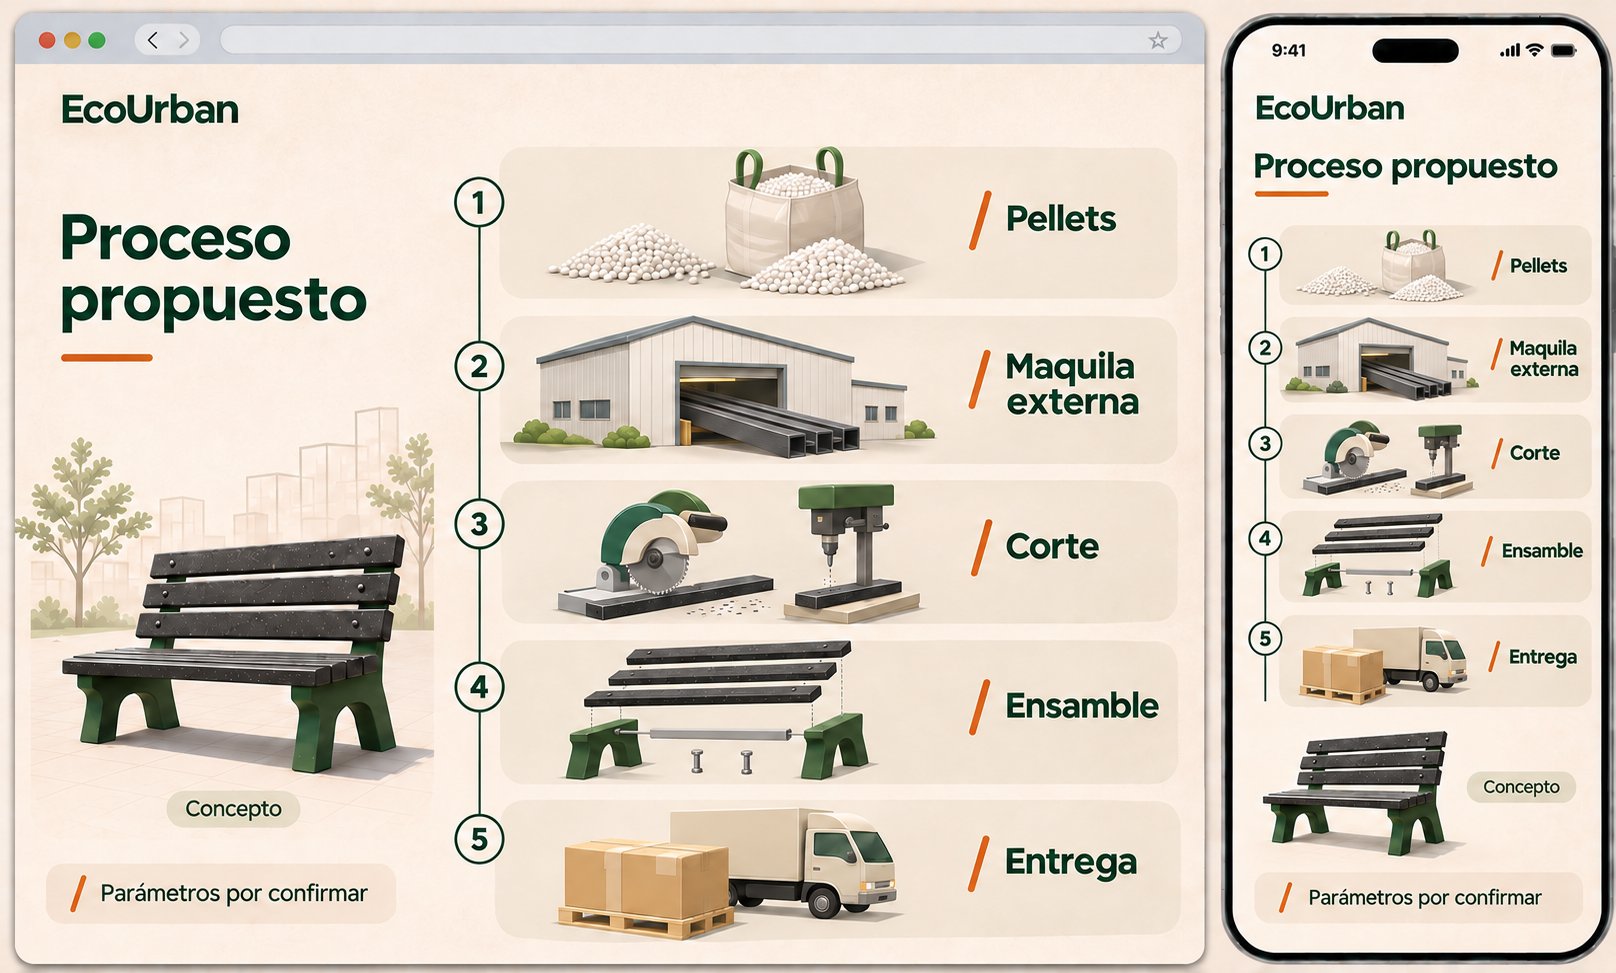 EcoUrban
Proceso
propuesto
Concepto
Parámetros por confirmar
1
Pellets
2
Maquila
externa
3
Corte
4
Ensamble
5
Entrega
9:41
EcoUrban
Proceso propuesto
1
Pellets
2
Maquila
externa
3
Corte
4
Ensamble
5
Entrega
Concepto
Parámetros por confirmar